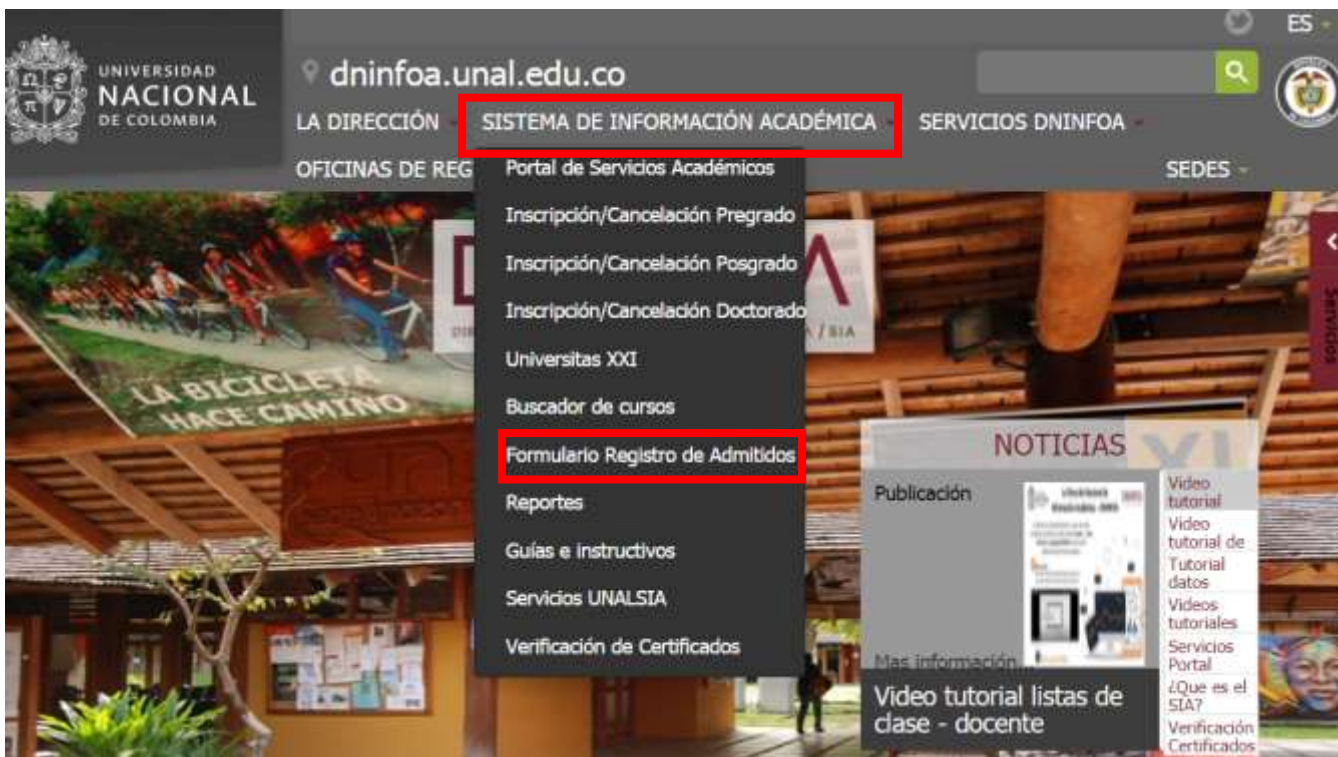 UNIVERSIDAD
NACIONAL
DE COLOMBIA
ES
dninfoa.unal.edu.co
LA DIRECCIÓN
SISTEMA DE INFORMACIÓN ACADÉMICA
SERVICIOS DNINFOA
OFICINAS DE REG
SEDES
Portal de Servicios Académicos
Inscripción/Cancelación Pregrado
Inscripción/Cancelación Posgrado
Inscripción/Cancelación Doctorado
Universitas XXI
Buscador de cursos
Formulario Registro de Admitidos
Reportes
Guías e instructivos
Servicios UNALSIA
Verificación de Certificados
LA BICICLETA
HACE CAMINO
D
A
/ SIA
SERVICIOS
NOTICIAS
Publicación
Mas información...
Video tutorial listas de
clase - docente
Video
tutorial
Video
tutorial de
Tutorial
datos
Videos
tutoriales
Servicios
Portal
¿Que es el
SIA?
Verificación
Certificados